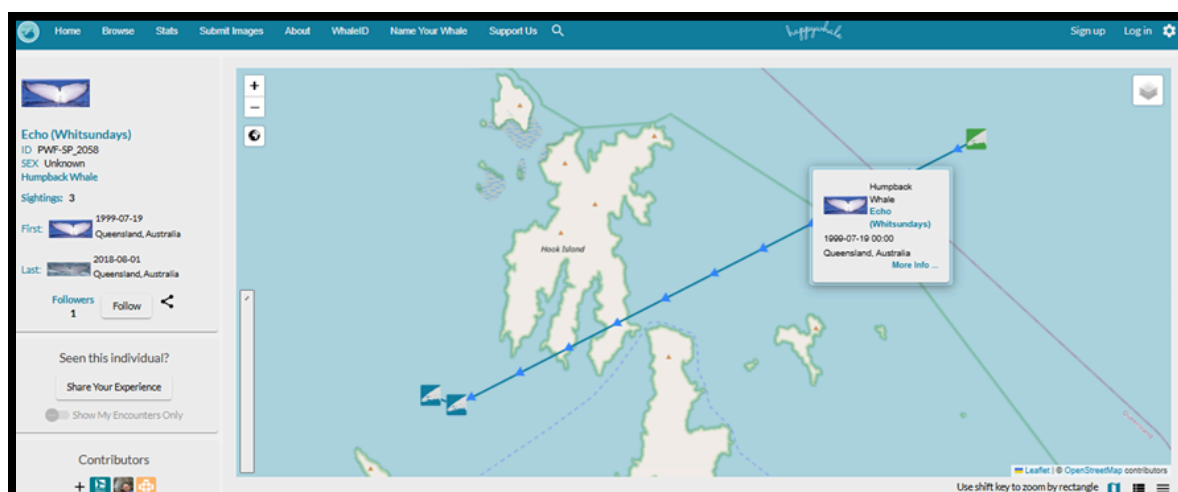 Home Browse Stats Submit Images About WhaleID Name Your Whale Support Us happywhale Sign up Log in
Echo (Whitsundays)
ID PWF-SP_2058
SEX Unknown
Humpback Whale
Sightings: 3
First: 1999-07-19
Queensland, Australia
Last: 2018-08-01
Queensland, Australia
Followers
1
Follow
Seen this individual?
Share Your Experience
Show My Encounters Only
Contributors
+
+
−
Hook Island
Humpback
Whale
Echo
(Whitsundays)
1999-07-19 00:00
Queensland, Australia
More Info ...
Queensland
Leaflet | © OpenStreetMap contributors
Use shift key to zoom by rectangle